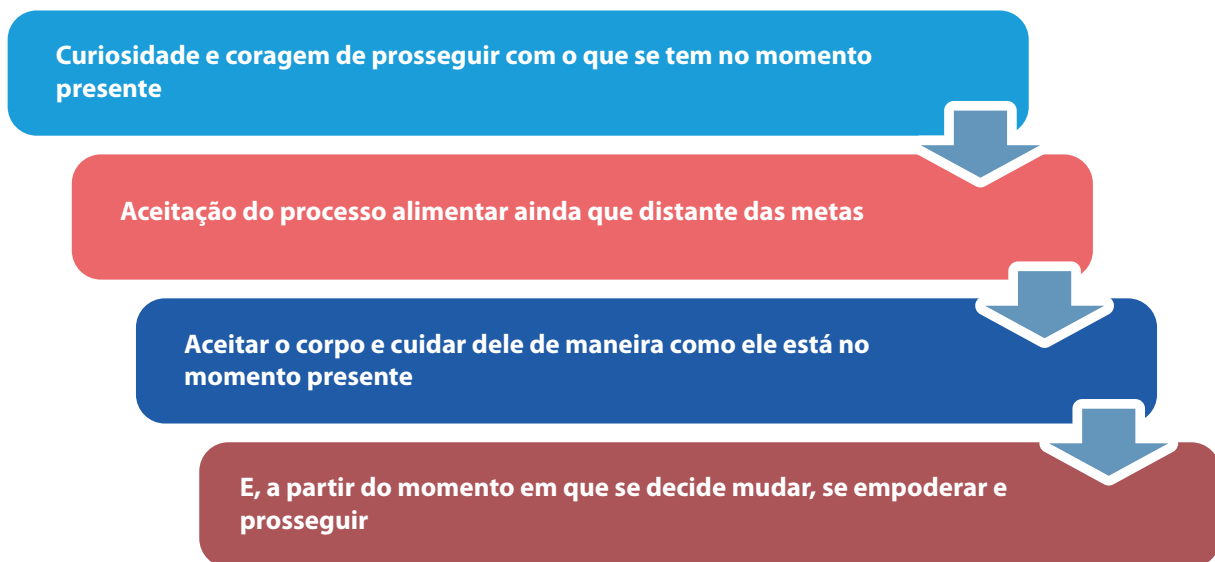 Curiosidade e coragem de prosseguir com o que se tem no momento
presente
Aceitação do processo alimentar ainda que distante das metas
Aceitar o corpo e cuidar dele de maneira como ele está no
momento presente
E, a partir do momento em que se decide mudar, se empoderar e
prosseguir